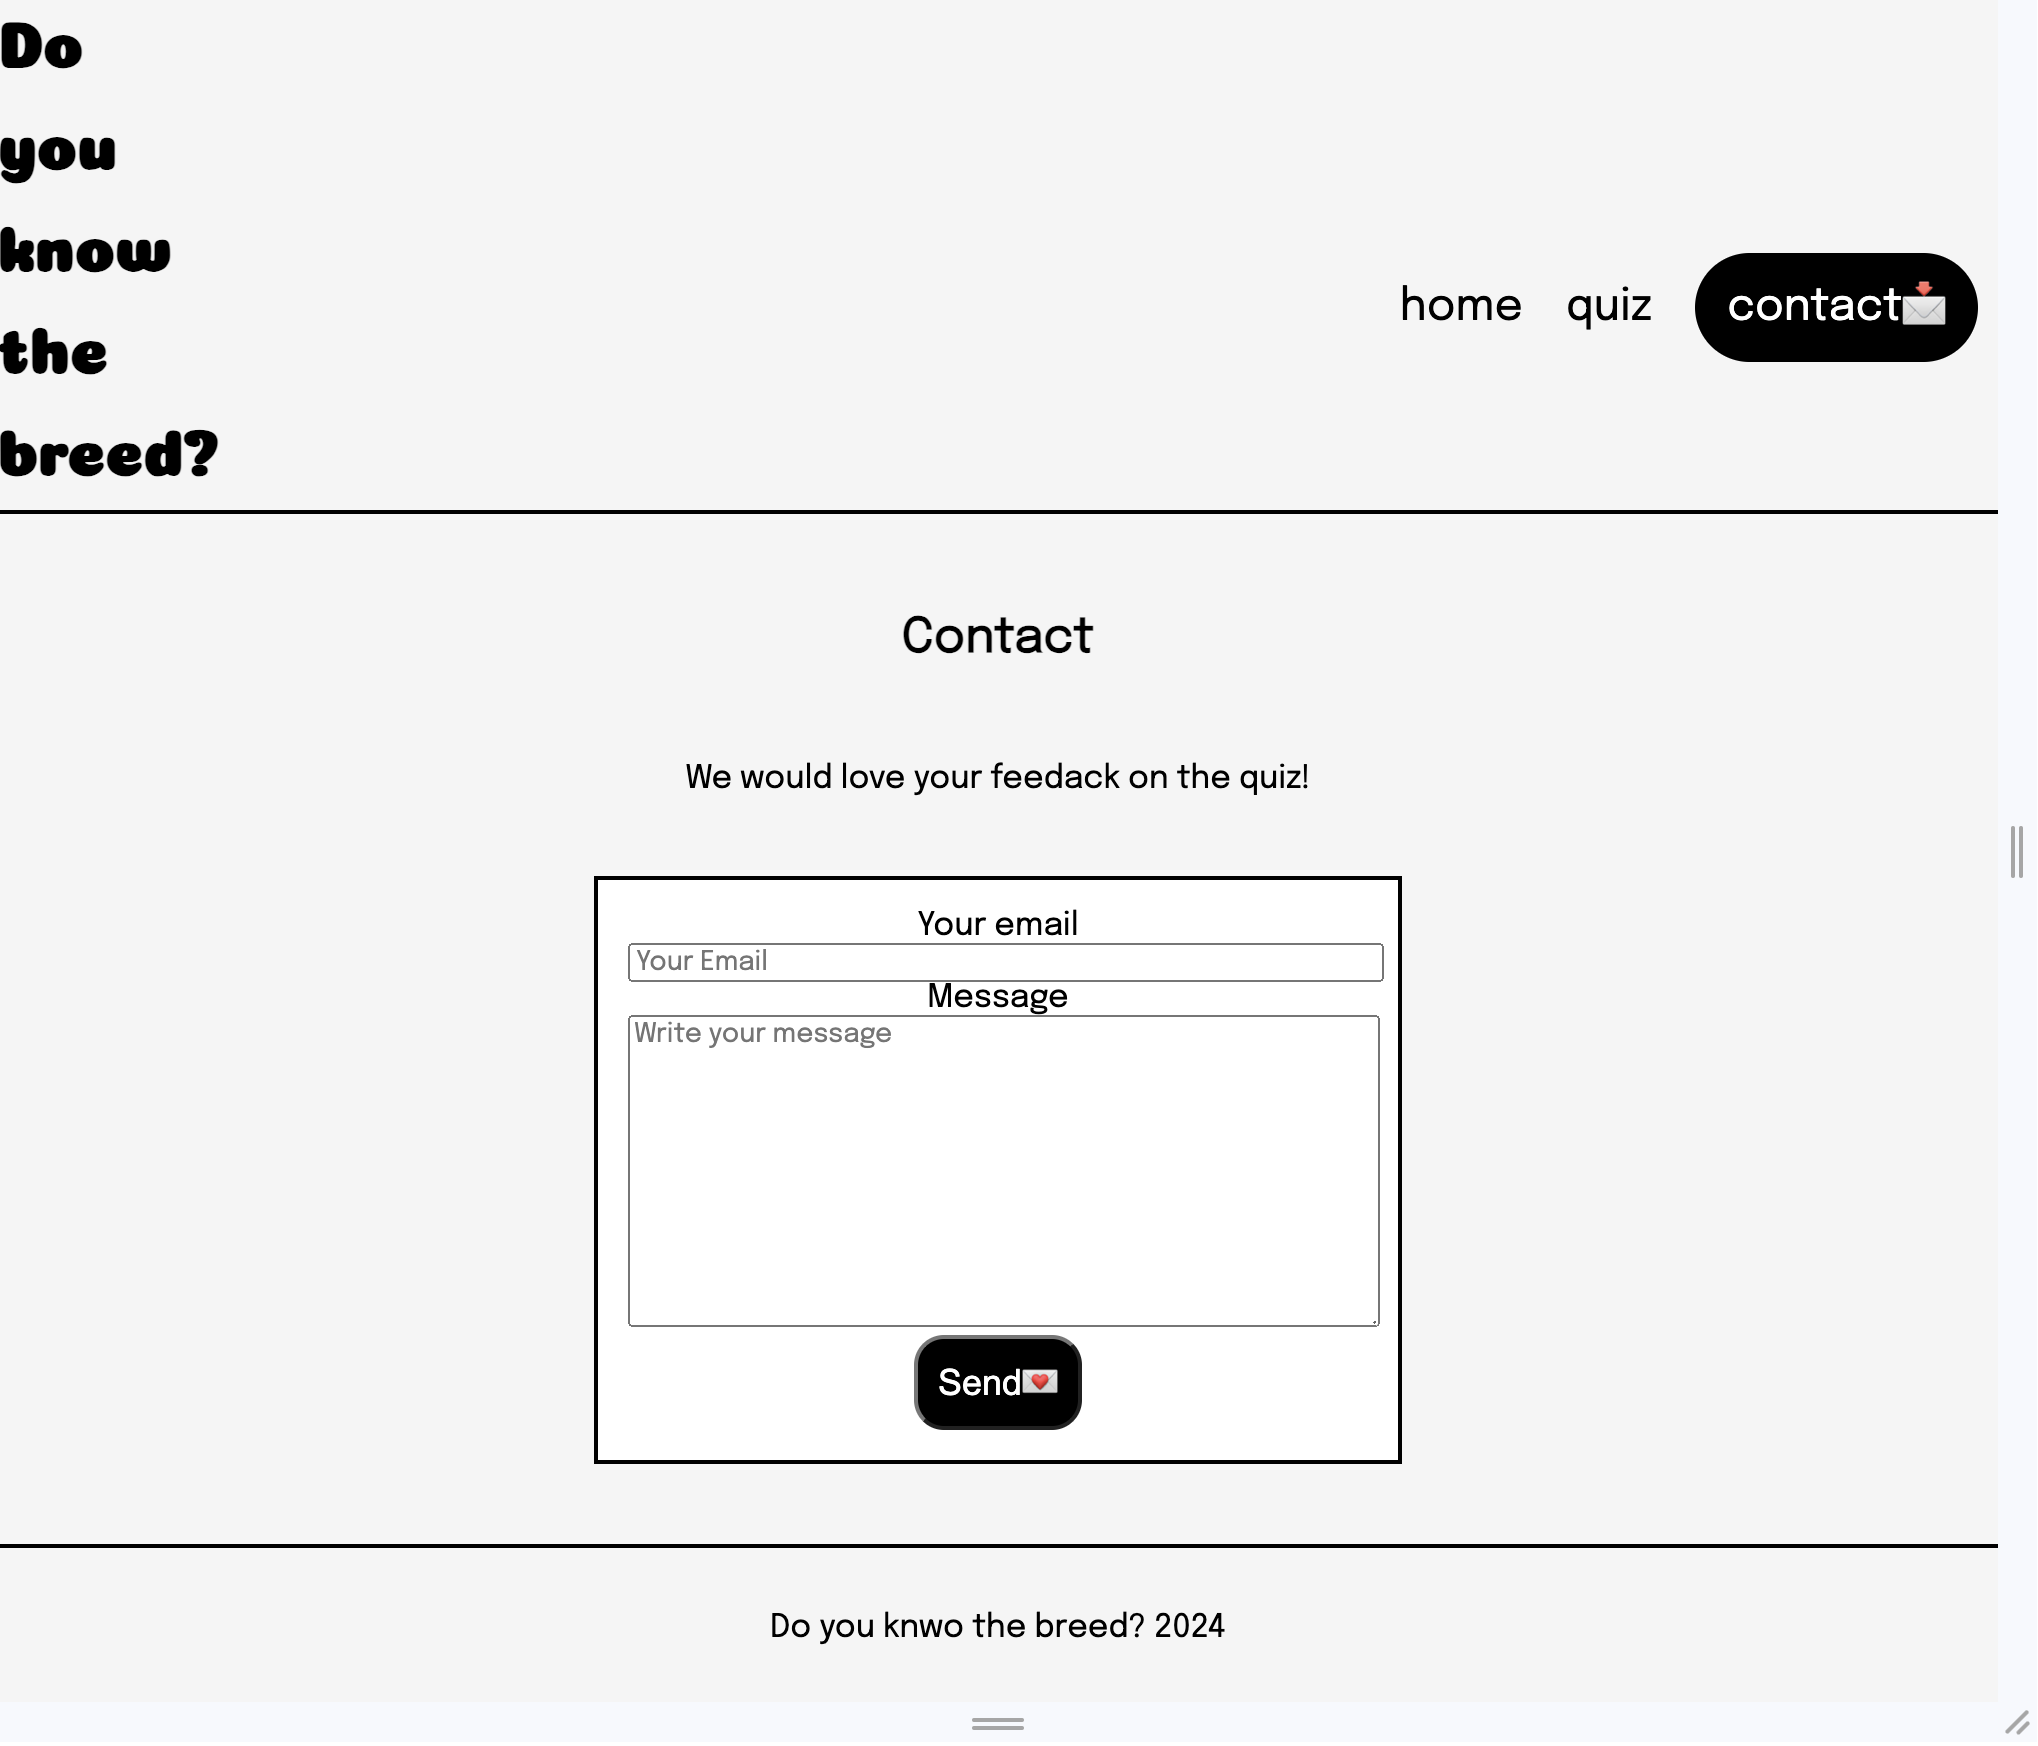 Do
you
know
the
breed?
home quiz contact📩
Contact
We would love your feedack on the quiz!
Your email
Your Email
Message
Write your message
Send💌
Do you knwo the breed? 2024